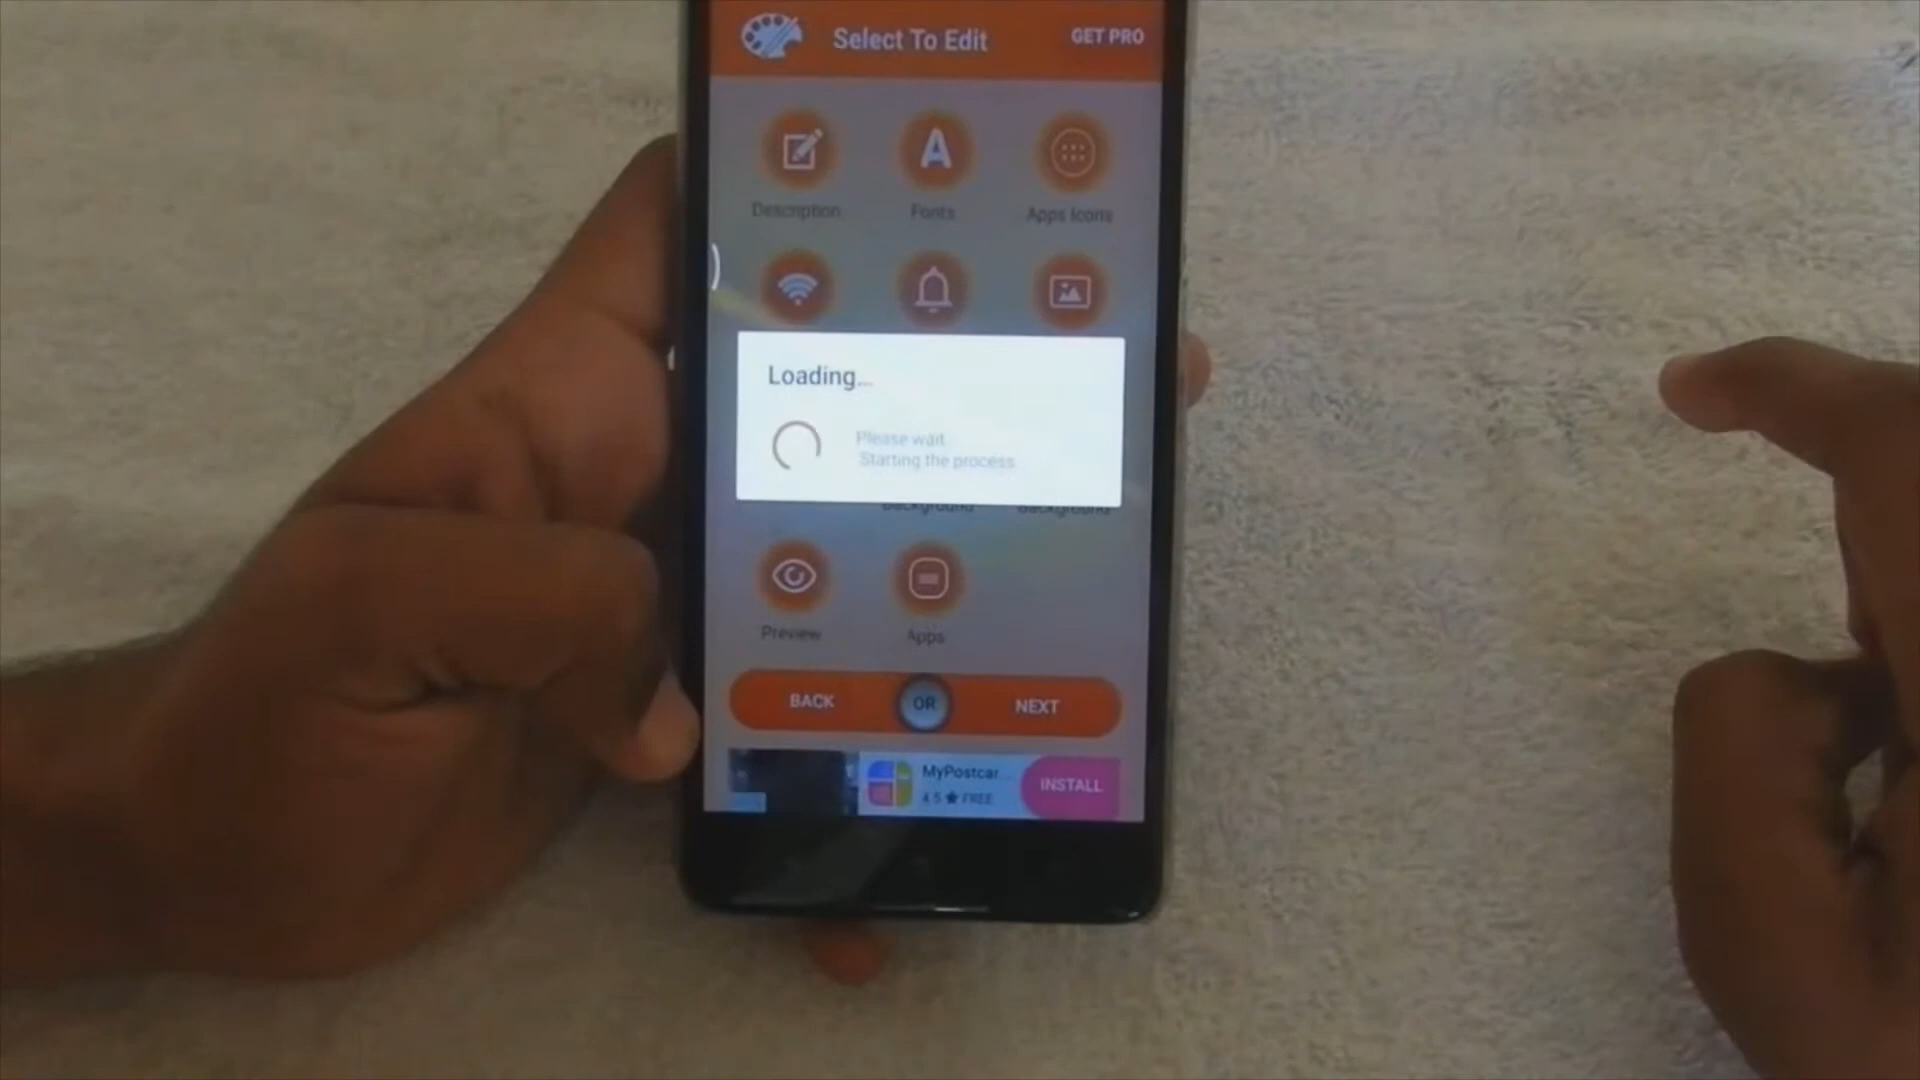 Select To Edit
GET PRO
Description
Fonts
Apps Icons
Loading...
Please wait
Starting the process
Background
Background
Preview
Apps
BACK
OR
NEXT
MyPostcar...
4.5 ★ FREE
INSTALL